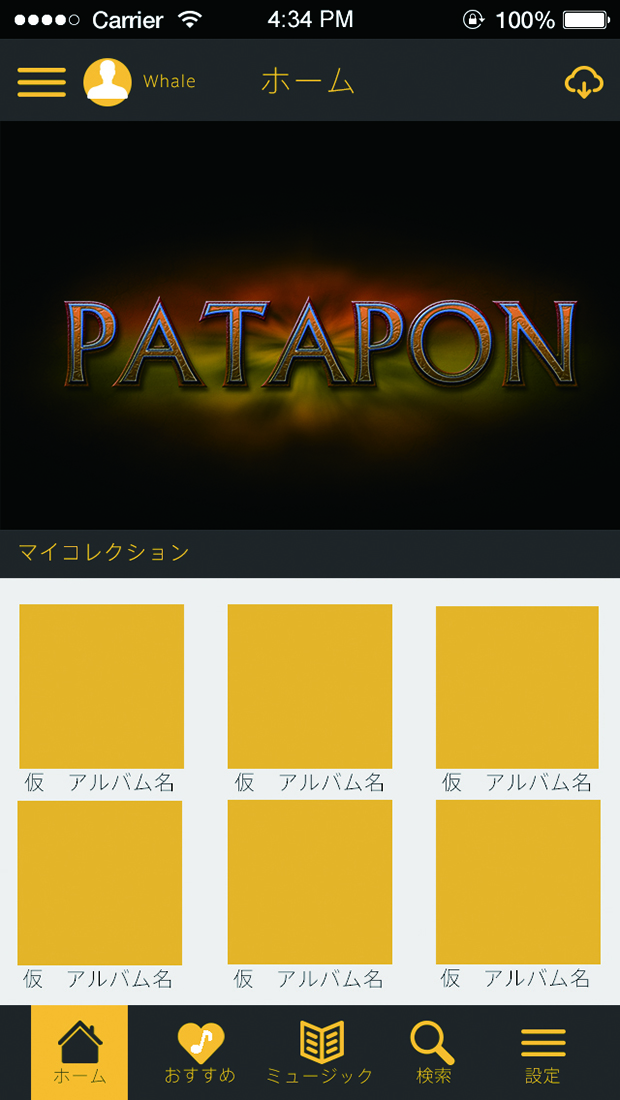 Carrier 4:34 PM 100%
Whale ホーム
PATAPON
マイコレクション
仮 アルバム名 仮 アルバム名 仮 アルバム名
仮 アルバム名 仮 アルバム名 仮 アルバム名
ホーム おすすめ ミュージック 検索 設定